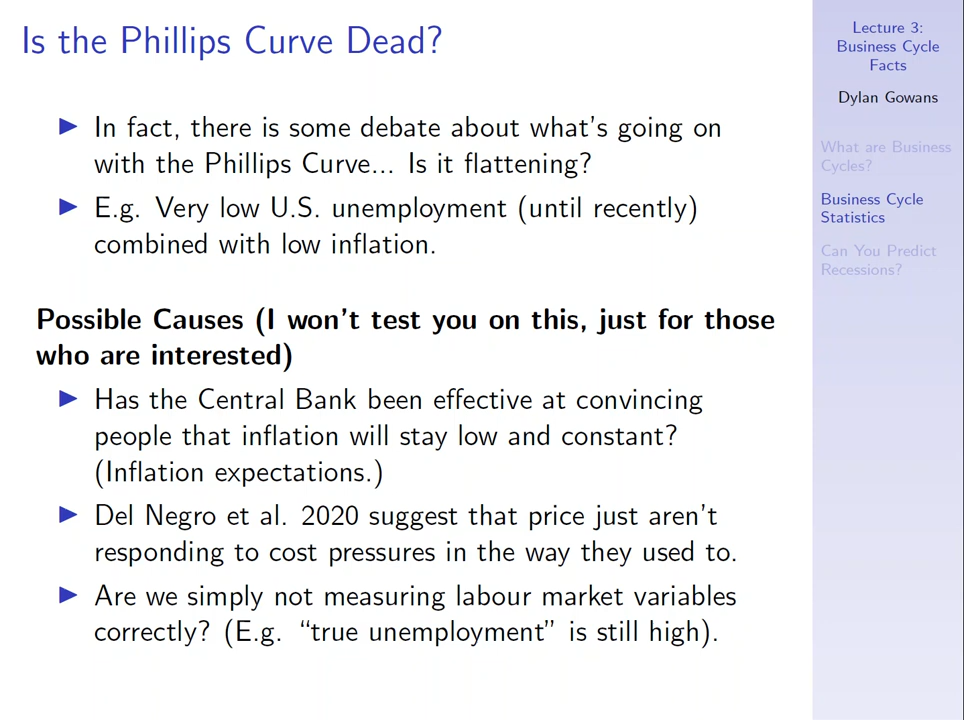 Is the Phillips Curve Dead?
In fact, there is some debate about what's going on
with the Phillips Curve... Is it flattening?
E.g. Very low U.S. unemployment (until recently)
combined with low inflation.
Possible Causes (I won't test you on this, just for those
who are interested)
Has the Central Bank been effective at convincing
people that inflation will stay low and constant?
(Inflation expectations.)
Del Negro et al. 2020 suggest that price just aren't
responding to cost pressures in the way they used to.
Are we simply not measuring labour market variables
correctly? (E.g. “true unemployment” is still high).
Lecture 3:
Business Cycle
Facts
Dylan Gowans
What are Business
Cycles?
Business Cycle
Statistics
Can You Predict
Recessions?